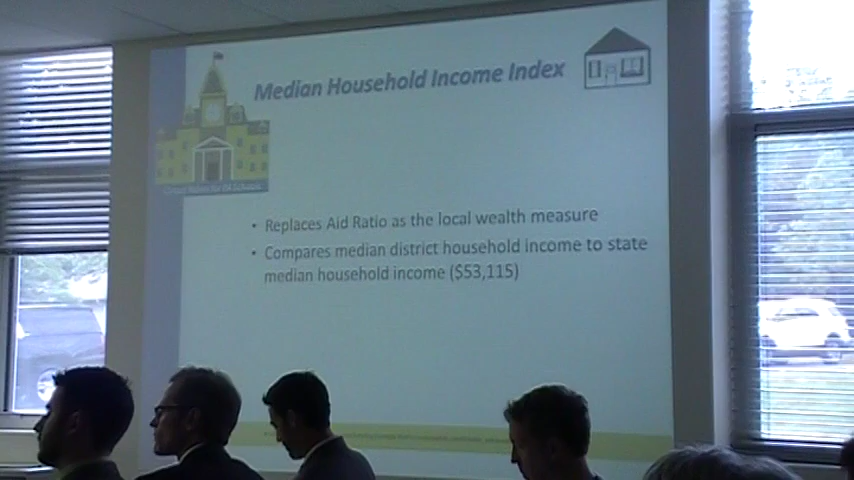 Median Household Income Index
• Replaces Aid Ratio as the local wealth measure
• Compares median district household income to state
median household income ($53,115)